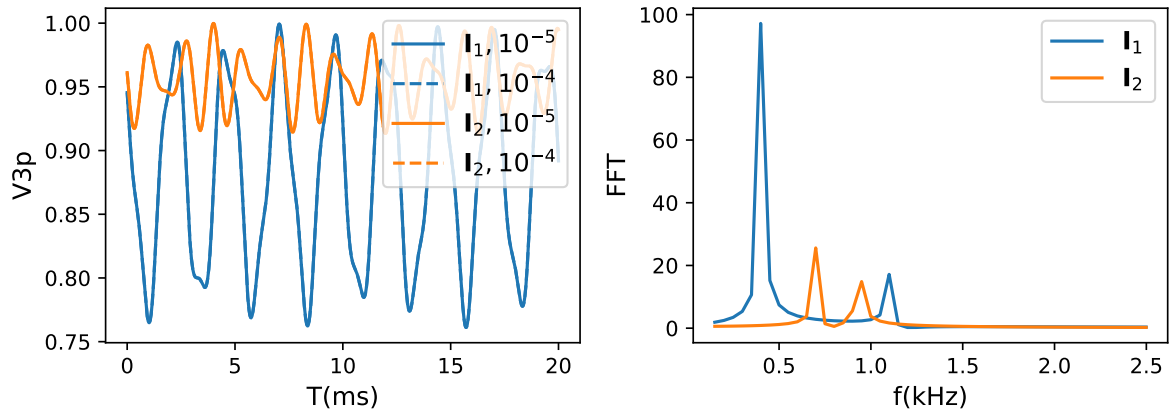 V3p
1.00
0.95
0.90
0.85
0.80
0.75
0
5
10
15
20
T(ms)
I₁, 10⁻⁵
I₁, 10⁻⁴
I₂, 10⁻⁵
I₂, 10⁻⁴
FFT
100
80
60
40
20
0
0.5
1.0
1.5
2.0
2.5
f(kHz)
I₁
I₂